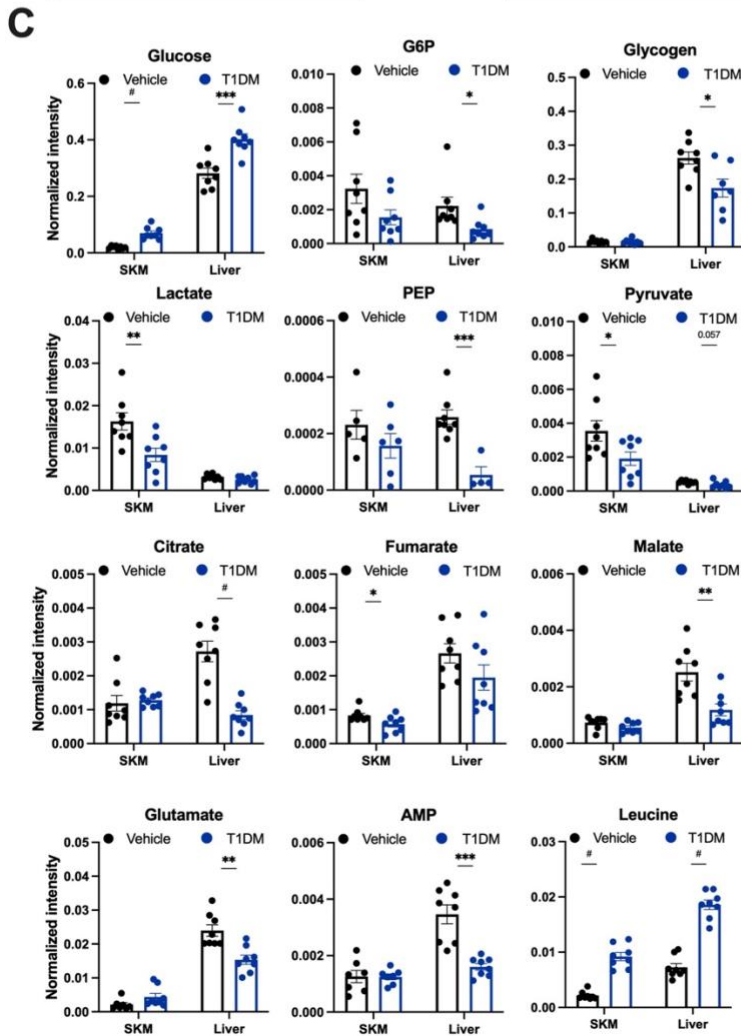 C
Glucose
Vehicle T1DM
# ***
Normalized intensity
0.6
0.4
0.2
0.0
SKM Liver
G6P
Vehicle T1DM
*
0.010
0.008
0.006
0.004
0.002
0.000
SKM Liver
Glycogen
Vehicle T1DM
*
0.5
0.4
0.3
0.2
0.1
0.0
SKM Liver
Lactate
Vehicle T1DM
**
Normalized intensity
0.04
0.03
0.02
0.01
0.00
SKM Liver
PEP
Vehicle T1DM
***
0.0006
0.0004
0.0002
0.0000
SKM Liver
Pyruvate
Vehicle T1DM
* 0.057
0.010
0.008
0.006
0.004
0.002
0.000
SKM Liver
Citrate
Vehicle T1DM
#
Normalized intensity
0.005
0.004
0.003
0.002
0.001
0.000
SKM Liver
Fumarate
Vehicle T1DM
*
0.005
0.004
0.003
0.002
0.001
0.000
SKM Liver
Malate
Vehicle T1DM
**
0.006
0.004
0.002
0.000
SKM Liver
Glutamate
Vehicle T1DM
**
Normalized intensity
0.05
0.04
0.03
0.02
0.01
0.00
SKM Liver
AMP
Vehicle T1DM
***
0.006
0.004
0.002
0.000
SKM Liver
Leucine
Vehicle T1DM
# #
0.03
0.02
0.01
0.00
SKM Liver